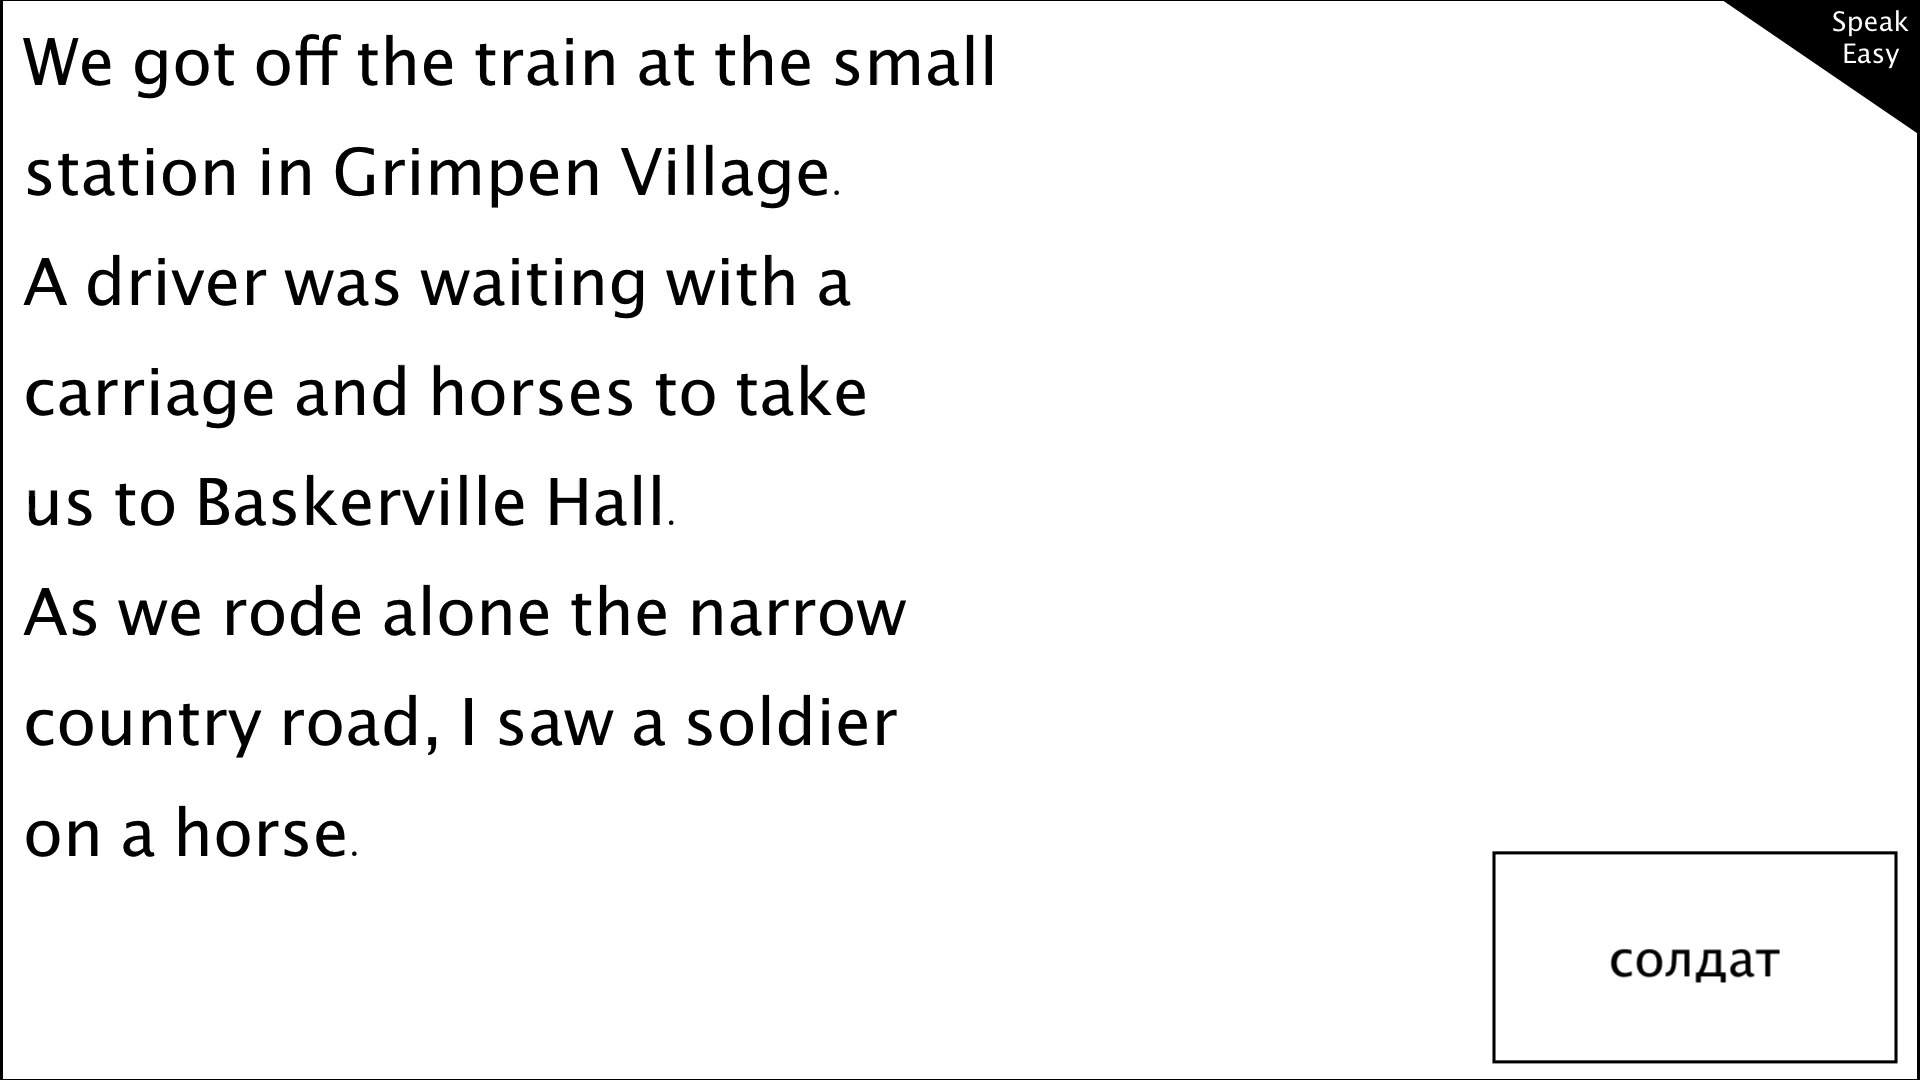 We got off the train at the small
station in Grimpen Village.
A driver was waiting with a
carriage and horses to take
us to Baskerville Hall.
As we rode alone the narrow
country road, I saw a soldier
on a horse.
Speak
Easy
солдат